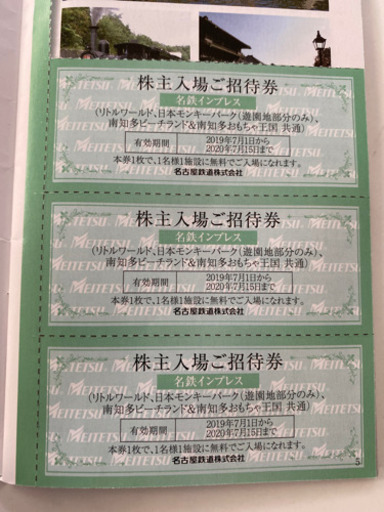 株主入場ご招待券
名鉄インプレス
(リトルワールド、日本モンキーパーク(遊園地部分のみ)、
南知多ビーチランド&南知多おもちゃ王国 共通)
有効期間
2019年7月1日から
2020年7月15日まで
本券1枚で、1名様1施設に無料でご入場になれます。
名古屋鉄道株式会社
MEITETSU
株主入場ご招待券
名鉄インプレス
(リトルワールド、日本モンキーパーク(遊園地部分のみ)、
南知多ビーチランド&南知多おもちゃ王国 共通)
有効期間
2019年7月1日から
2020年7月15日まで
本券1枚で、1名様1施設に無料でご入場になれます。
名古屋鉄道株式会社
MEITETSU
株主入場ご招待券
名鉄インプレス
(リトルワールド、日本モンキーパーク(遊園地部分のみ)、
南知多ビーチランド&南知多おもちゃ王国 共通)
有効期間
2019年7月1日から
2020年7月15日まで
本券1枚で、1名様1施設に無料でご入場になれます。
名古屋鉄道株式会社
MEITETSU
5